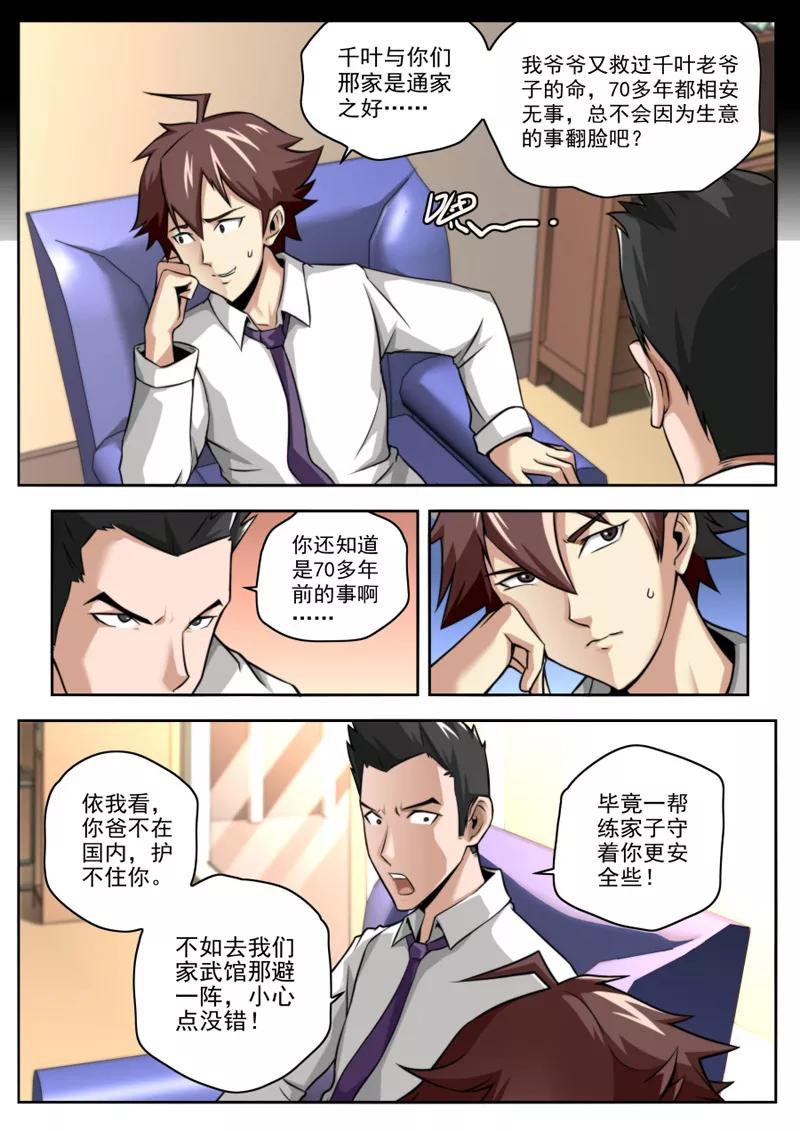 千叶与你们
邢家是通家
之好……
我爷爷又救过千叶老爷
子的命，70多年都相安
无事，总不会因为生意
的事翻脸吧？
你还知道
是70多年
前的事啊
……
依我看，
你爸不在
国内，护
不住你。
不如去我们
家武馆那避
一阵，小心
点没错！
毕竟一帮
练家子守
着你更安
全些！